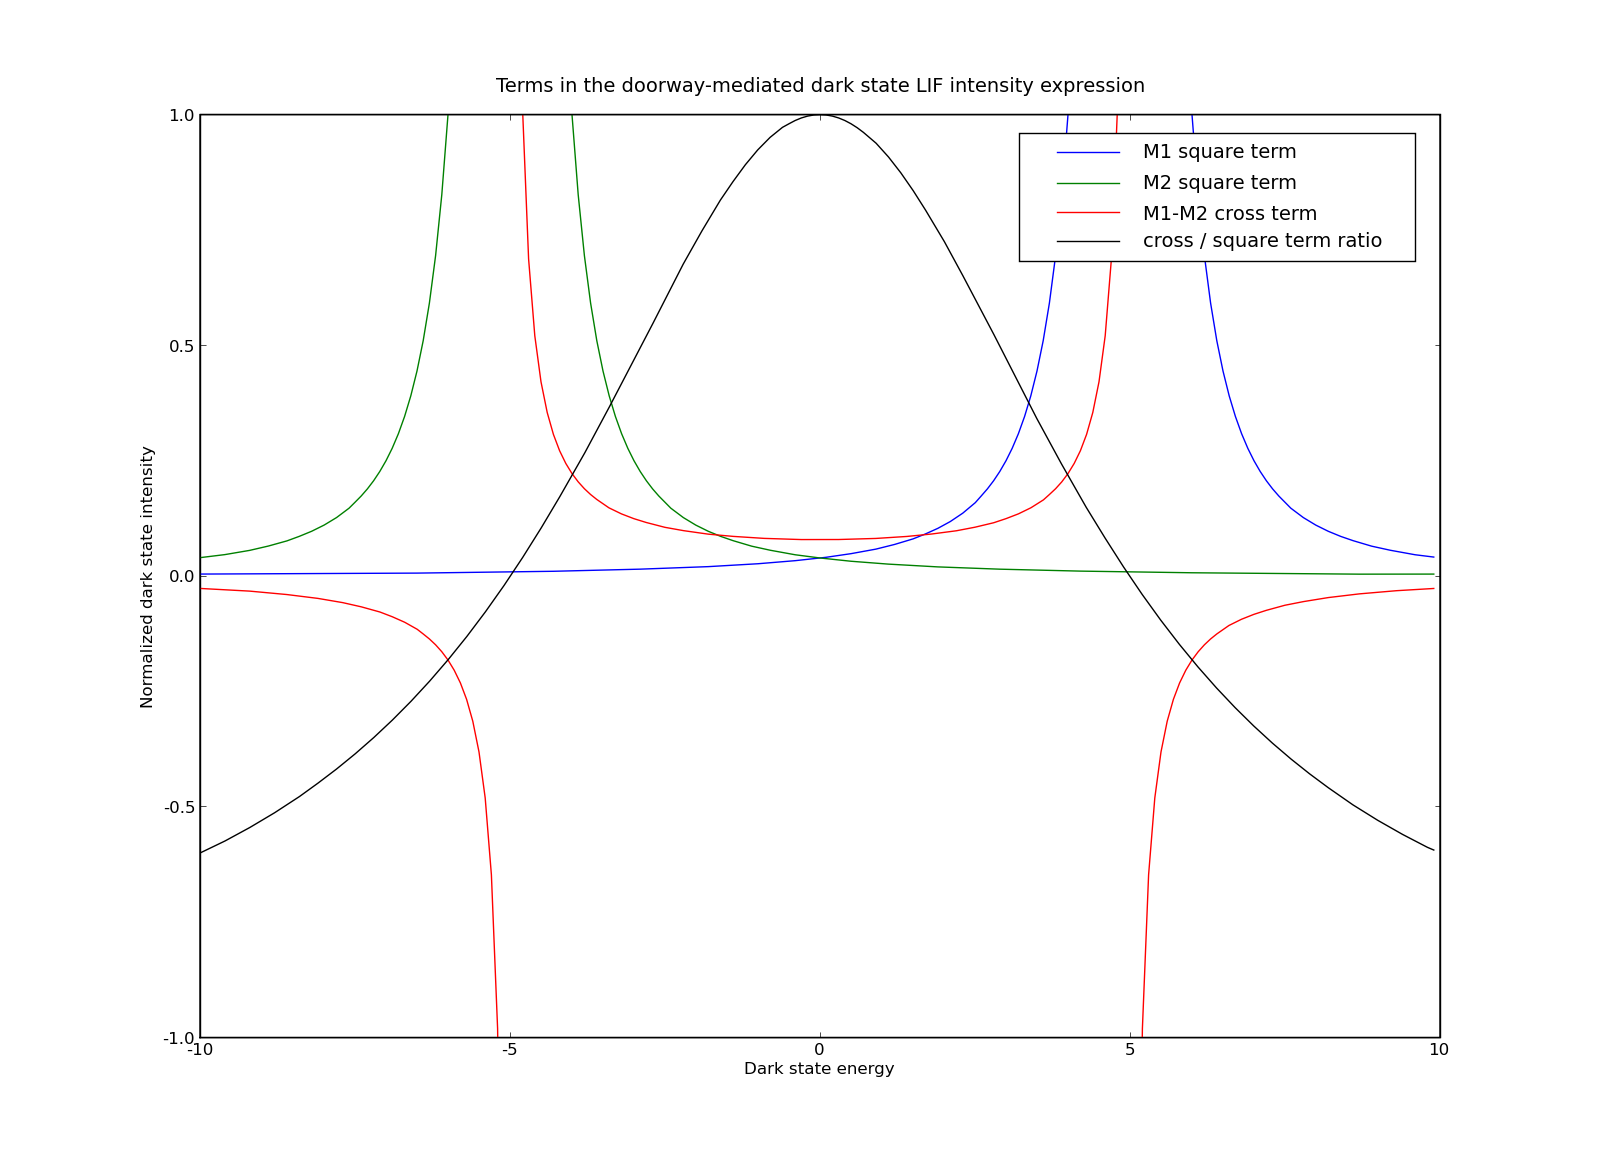 Terms in the doorway-mediated dark state LIF intensity expression
1.0
M1 square term
M2 square term
M1-M2 cross term
cross / square term ratio
0.5
Normalized dark state intensity
0.0
-0.5
-1.0
-10 -5 0 5 10
Dark state energy